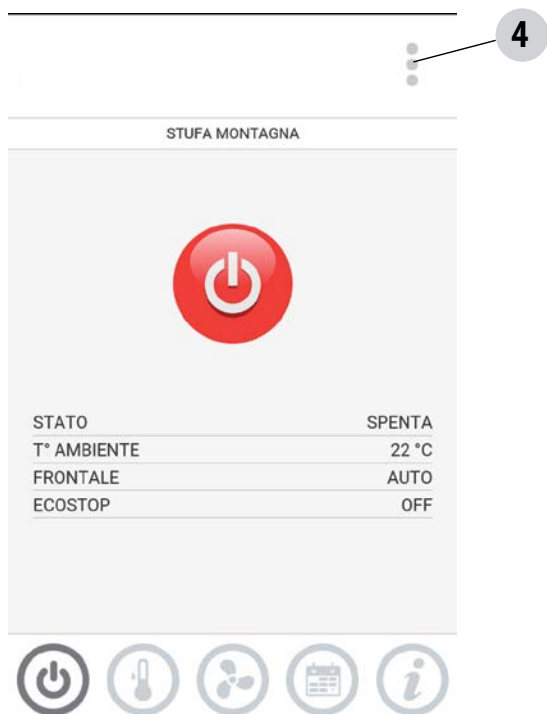 4
STUFA MONTAGNA
STATO SPENTA
T° AMBIENTE 22 °C
FRONTALE AUTO
ECOSTOP OFF
i